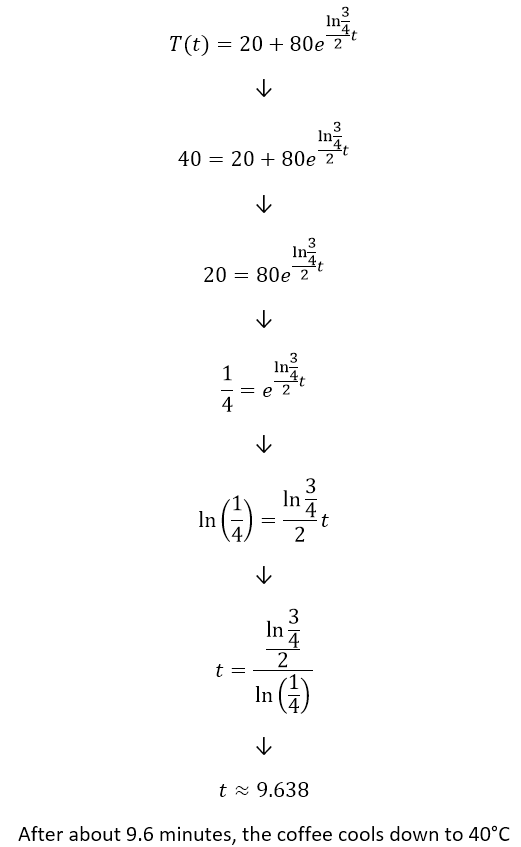 T(t) = 20 + 80e^{\frac{\ln\frac{3}{4}}{2}t}
↓
40 = 20 + 80e^{\frac{\ln\frac{3}{4}}{2}t}
↓
20 = 80e^{\frac{\ln\frac{3}{4}}{2}t}
↓
\frac{1}{4} = e^{\frac{\ln\frac{3}{4}}{2}t}
↓
\ln\left(\frac{1}{4}\right) = \frac{\ln\frac{3}{4}}{2}t
↓
t = \frac{\frac{\ln\frac{3}{4}}{2}}{\ln\left(\frac{1}{4}\right)}
↓
t ≈ 9.638
After about 9.6 minutes, the coffee cools down to 40°C